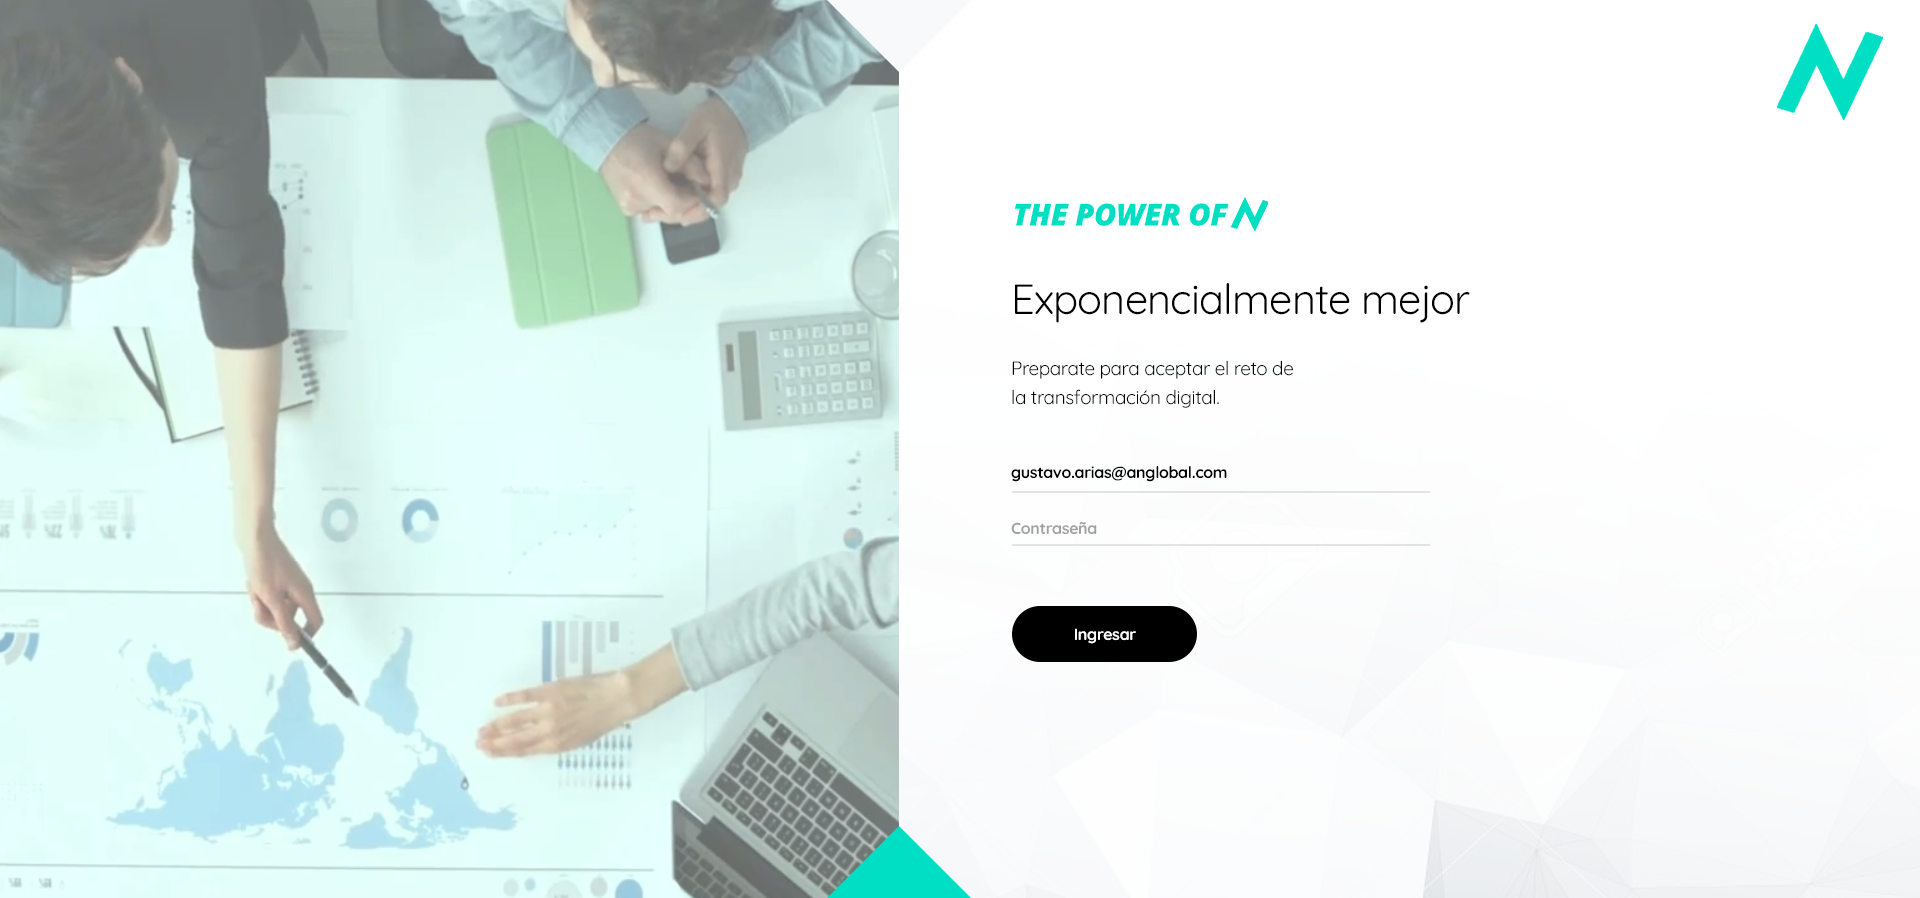 THE POWER OF N
Exponencialmente mejor
Preparate para aceptar el reto de
la transformación digital.
gustavo.arias@anglobal.com
Contraseña
Ingresar